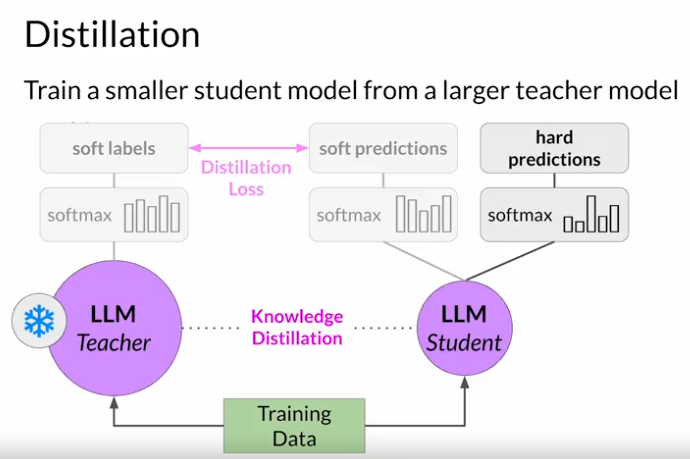 Distillation
Train a smaller student model from a larger teacher model
soft labels
Distillation
Loss
soft predictions
hard
predictions
softmax
softmax
softmax
LLM
Teacher
Knowledge
Distillation
LLM
Student
Training
Data